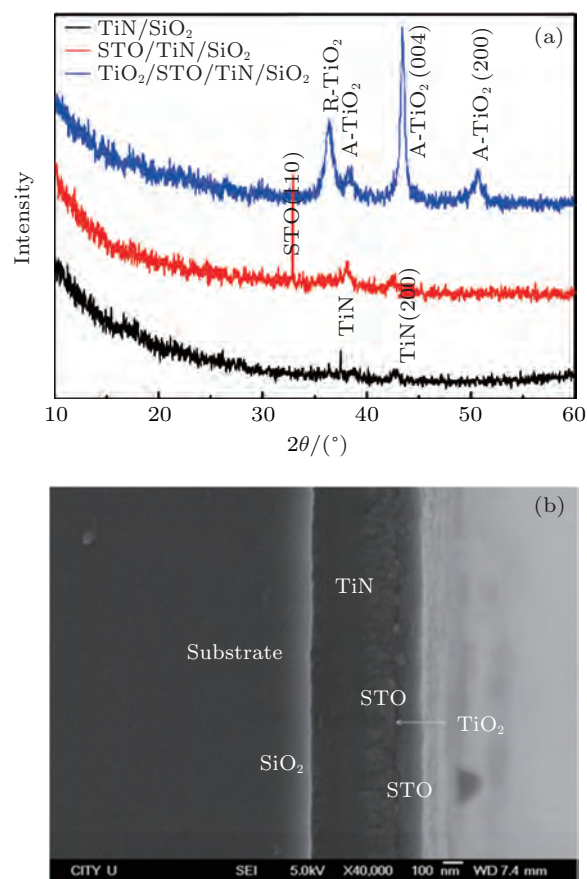 TiN/SiO₂
STO/TiN/SiO₂
TiO₂/STO/TiN/SiO₂
(a)
R-TiO₂
A-TiO₂
A-TiO₂ (004)
A-TiO₂ (200)
STO(110)
TiN
TiN(200)
Intensity
10 20 30 40 50 60
2θ/(°)
(b)
TiN
Substrate
STO
TiO₂
SiO₂
STO
CITY U SEI 5.0kV X40,000 100 nm WD 7.4 mm